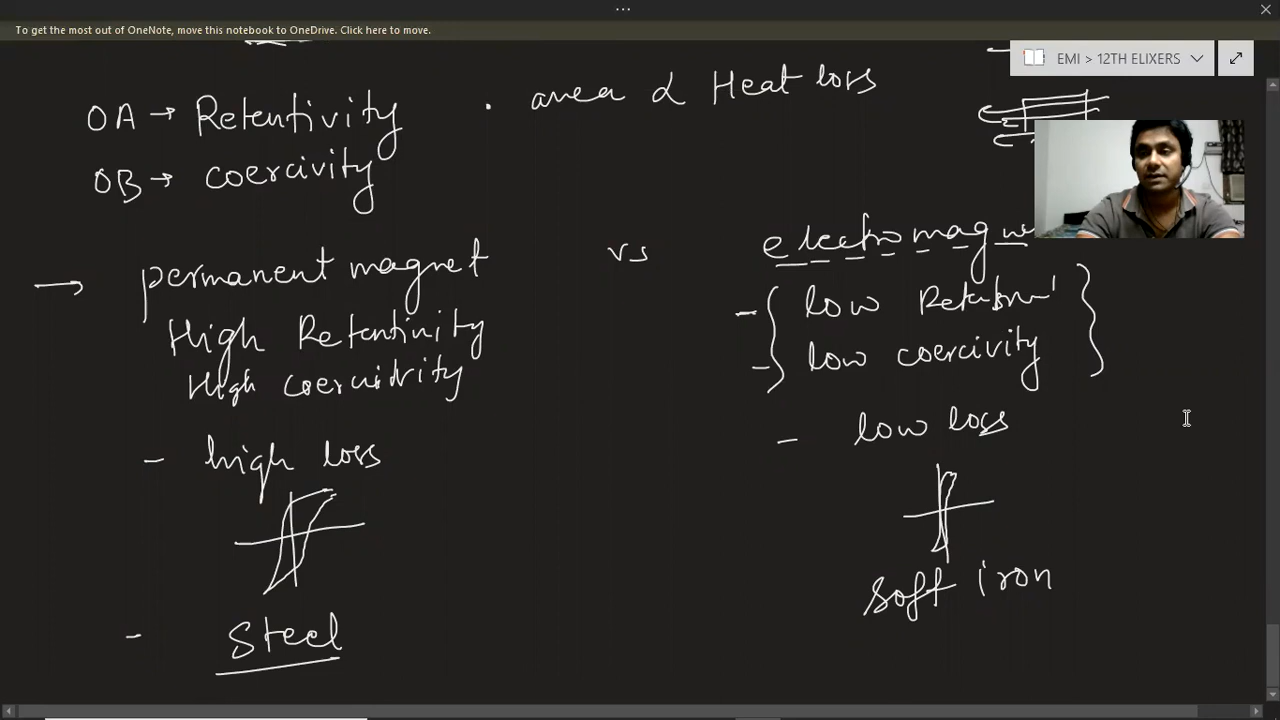 To get the most out of OneNote, move this notebook to OneDrive. Click here to move.
EMI > 12TH ELIXERS
OA → Retentivity
OB → coercivity
. area α Heat loss
→ permanent magnet vs electromagne
High Retentivity
High coercivity
- high loss
- Steel
- low
- low coercivity
- low loss
soft iron